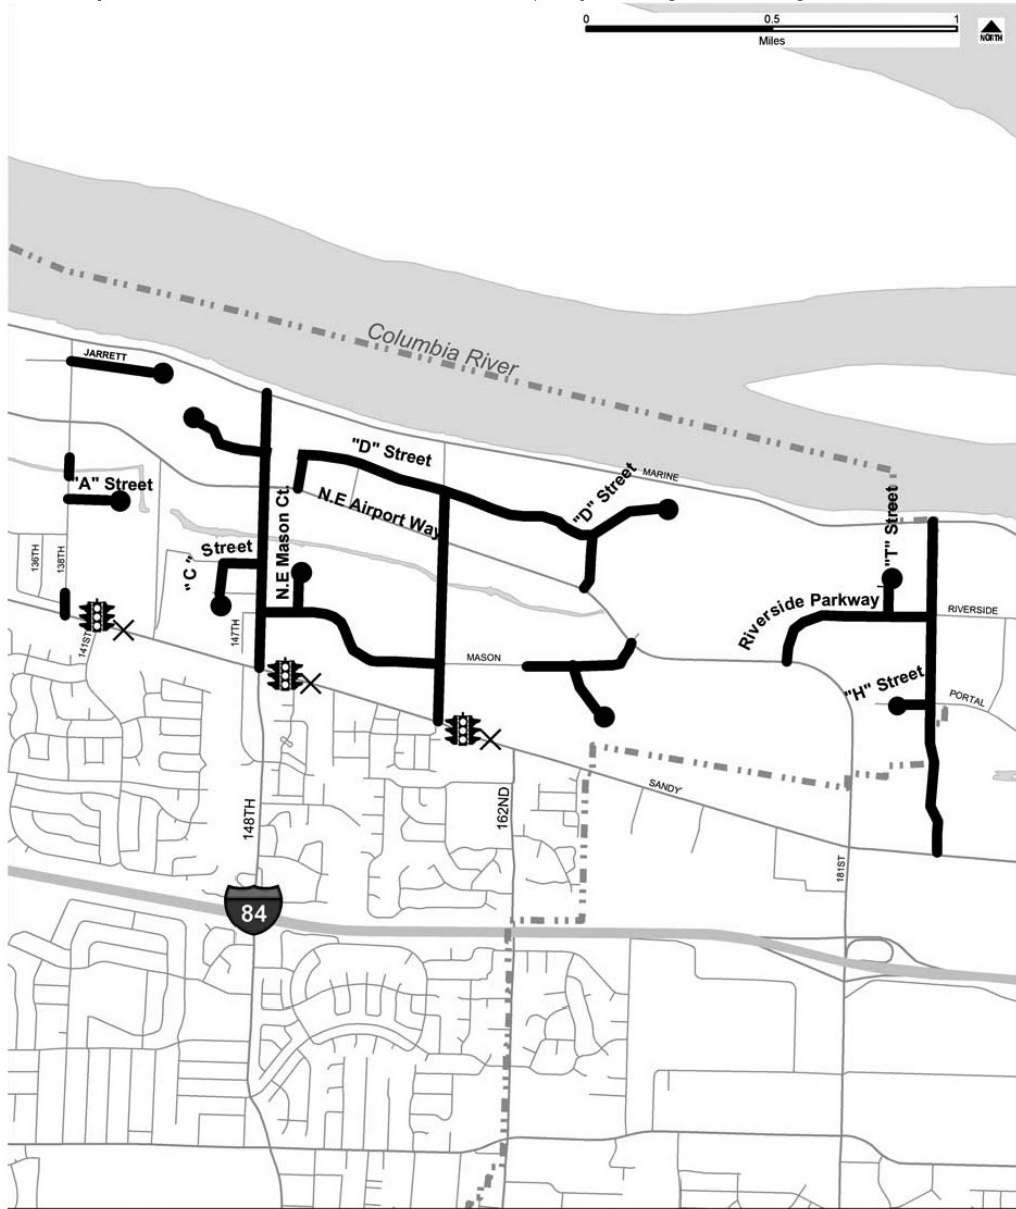 0 0.5 1
Miles
NORTH
Columbia River
JARRETT
"D" Street
MARINE
"D" Street
"A" Street
N.E Airport Way
N.E Mason Ct.
"T" Street
136TH
138TH
"C" Street
Riverside Parkway
RIVERSIDE
141ST
147TH
MASON
"H" Street
PORTAL
SANDY
148TH
162ND
181ST
84